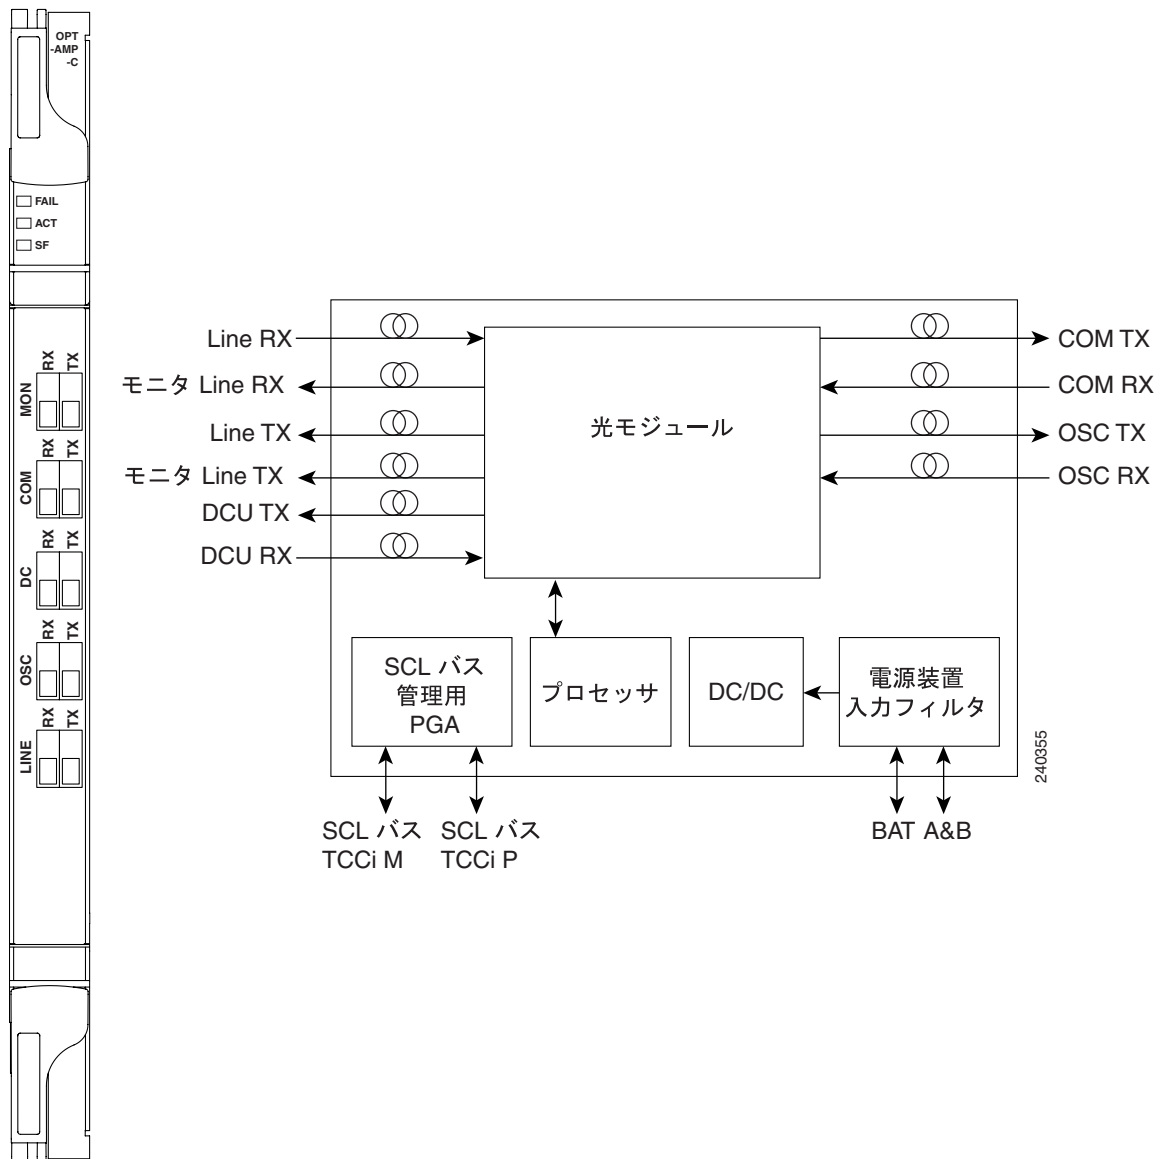 OPT
-AMP
-C
FAIL
ACT
SF
RX
TX
MON
RX
TX
COM
RX
TX
DC
RX
TX
OSC
RX
TX
LINE
Line RX
モニタ Line RX
Line TX
モニタ Line TX
DCU TX
DCU RX
光モジュール
COM TX
COM RX
OSC TX
OSC RX
SCL バス
管理用
PGA
プロセッサ
DC/DC
電源装置
入力フィルタ
SCL バス
TCCi M
SCL バス
TCCi P
BAT A&B
240355